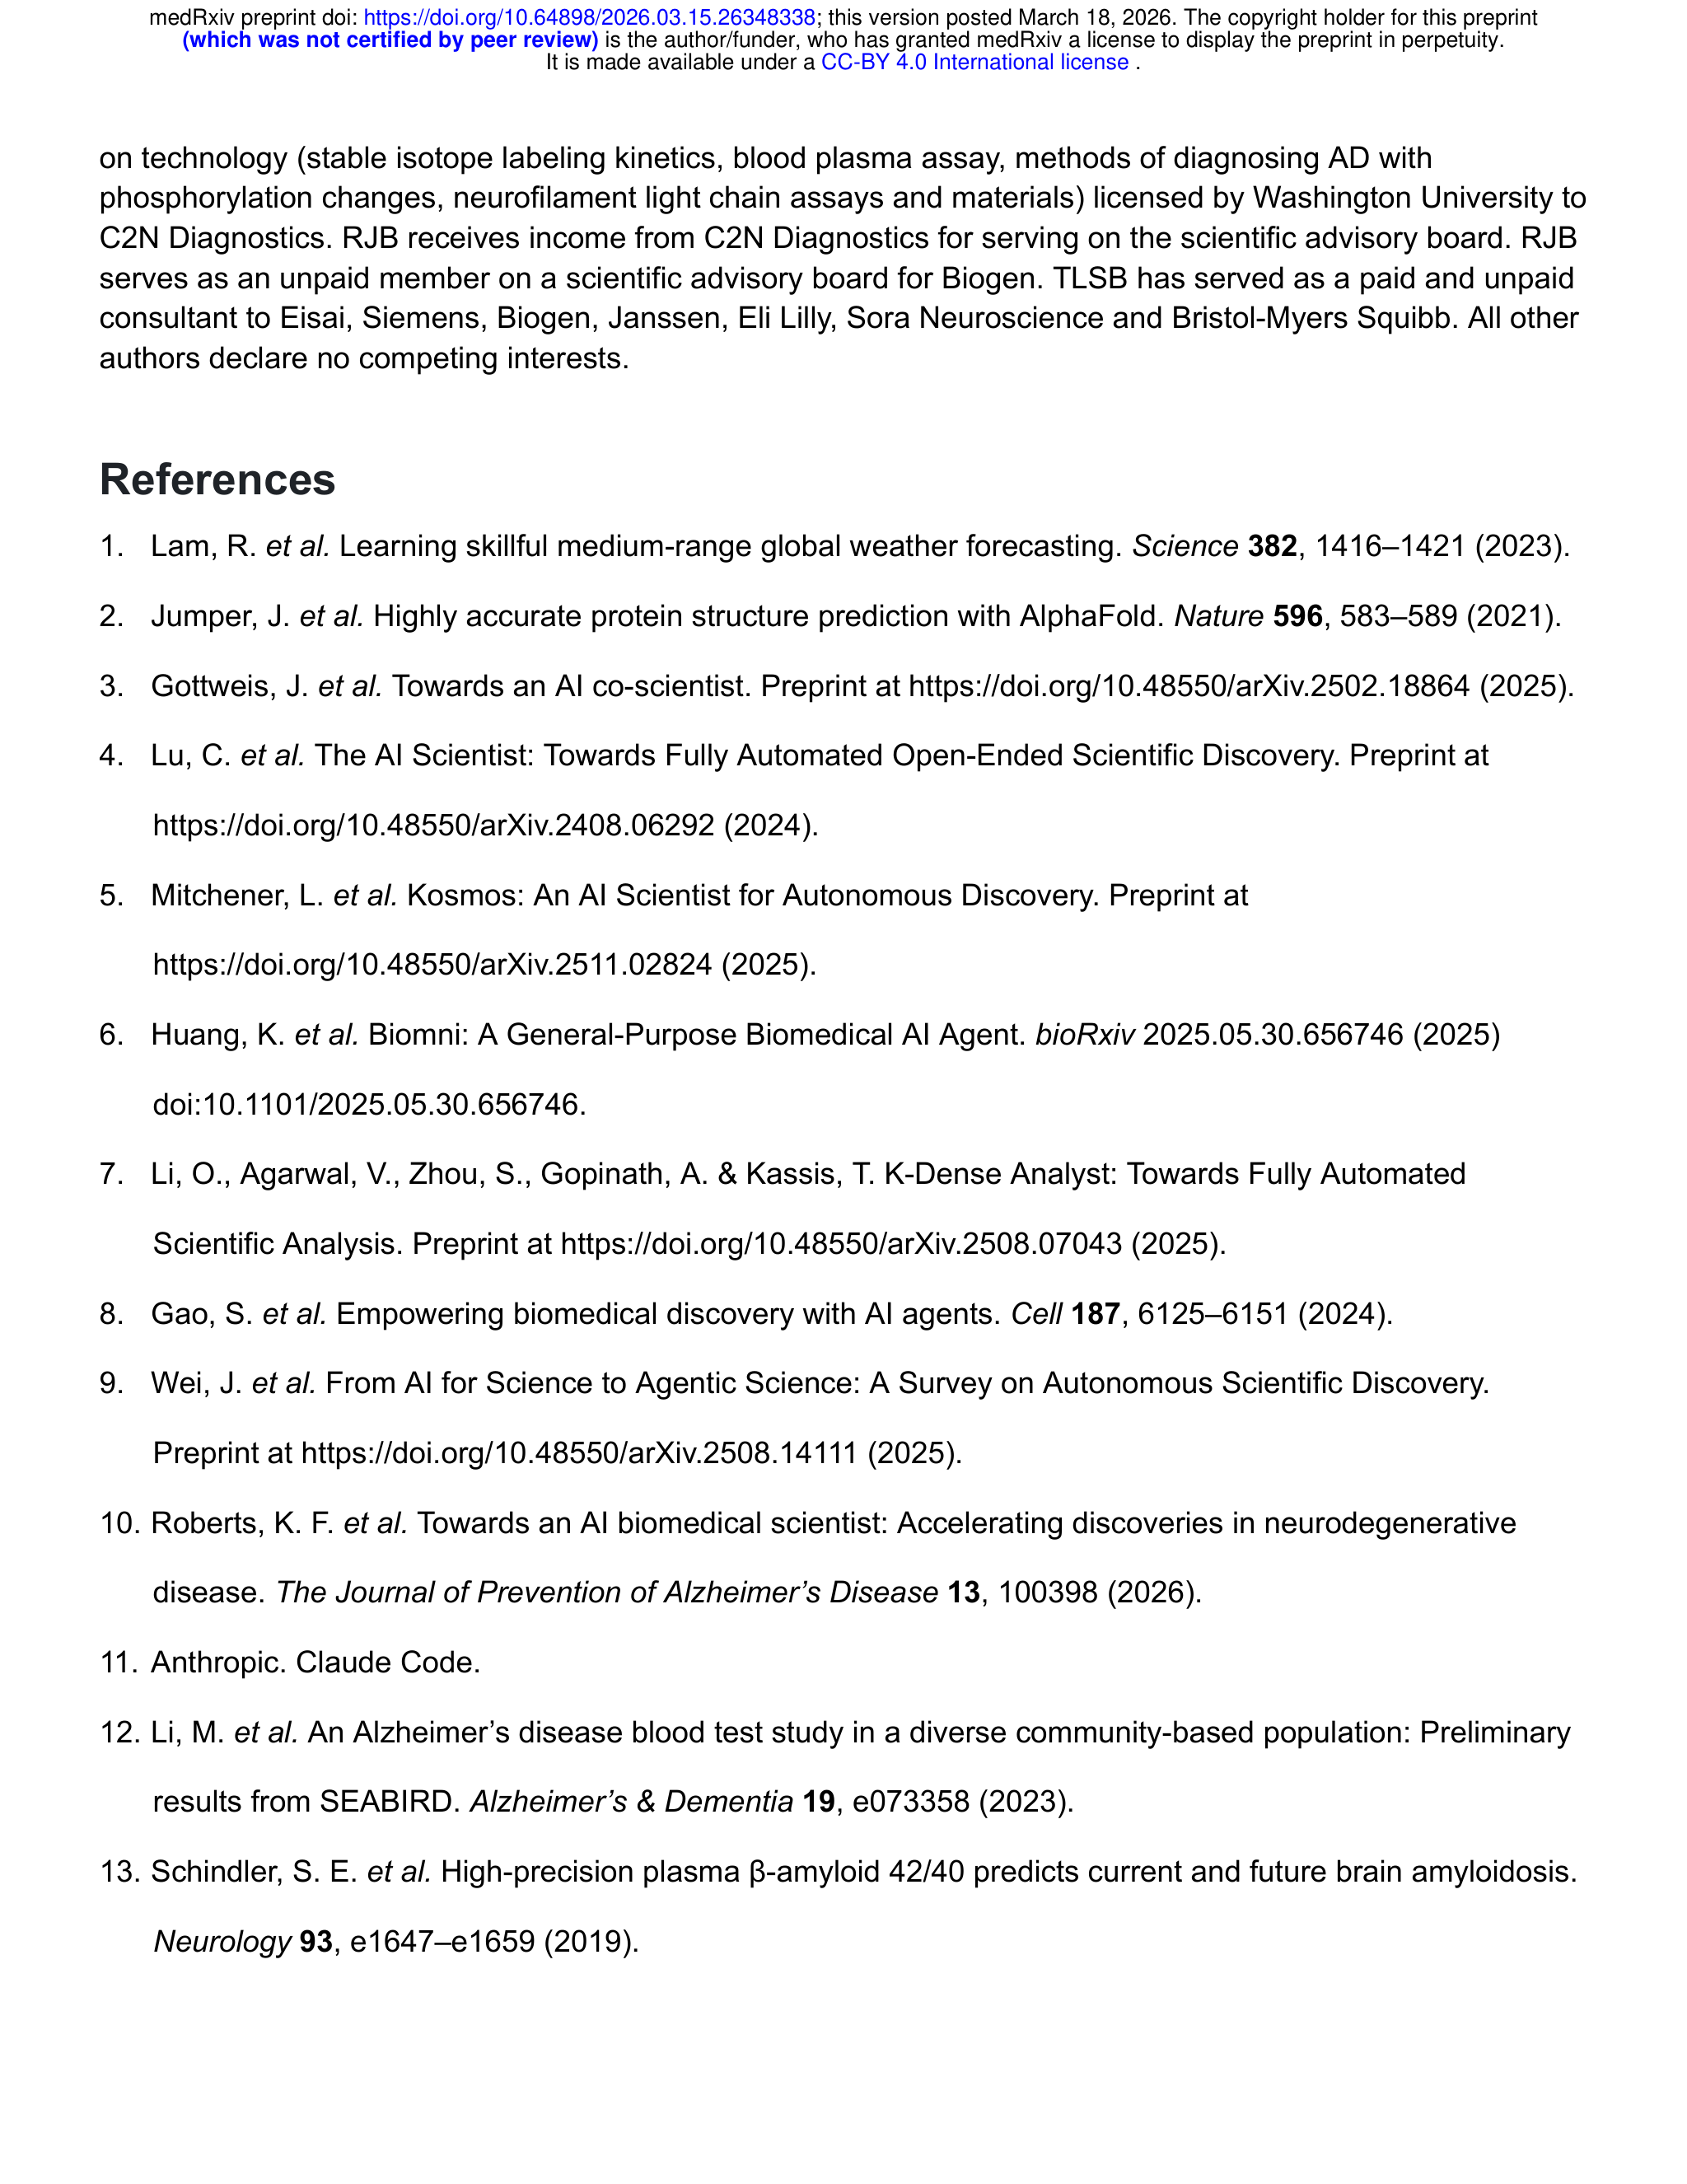 medRxiv preprint doi: https://doi.org/10.64898/2026.03.15.26348338; this version posted March 18, 2026. The copyright holder for this preprint
(which was not certified by peer review) is the author/funder, who has granted medRxiv a license to display the preprint in perpetuity.
It is made available under a CC-BY 4.0 International license .
on technology (stable isotope labeling kinetics, blood plasma assay, methods of diagnosing AD with
phosphorylation changes, neurofilament light chain assays and materials) licensed by Washington University to
C2N Diagnostics. RJB receives income from C2N Diagnostics for serving on the scientific advisory board. RJB
serves as an unpaid member on a scientific advisory board for Biogen. TLSB has served as a paid and unpaid
consultant to Eisai, Siemens, Biogen, Janssen, Eli Lilly, Sora Neuroscience and Bristol-Myers Squibb. All other
authors declare no competing interests.
References
1. Lam, R. et al. Learning skillful medium-range global weather forecasting. Science 382, 1416–1421 (2023).
2. Jumper, J. et al. Highly accurate protein structure prediction with AlphaFold. Nature 596, 583–589 (2021).
3. Gottweis, J. et al. Towards an AI co-scientist. Preprint at https://doi.org/10.48550/arXiv.2502.18864 (2025).
4. Lu, C. et al. The AI Scientist: Towards Fully Automated Open-Ended Scientific Discovery. Preprint at
https://doi.org/10.48550/arXiv.2408.06292 (2024).
5. Mitchener, L. et al. Kosmos: An AI Scientist for Autonomous Discovery. Preprint at
https://doi.org/10.48550/arXiv.2511.02824 (2025).
6. Huang, K. et al. Biomni: A General-Purpose Biomedical AI Agent. bioRxiv 2025.05.30.656746 (2025)
doi:10.1101/2025.05.30.656746.
7. Li, O., Agarwal, V., Zhou, S., Gopinath, A. & Kassis, T. K-Dense Analyst: Towards Fully Automated
Scientific Analysis. Preprint at https://doi.org/10.48550/arXiv.2508.07043 (2025).
8. Gao, S. et al. Empowering biomedical discovery with AI agents. Cell 187, 6125–6151 (2024).
9. Wei, J. et al. From AI for Science to Agentic Science: A Survey on Autonomous Scientific Discovery.
Preprint at https://doi.org/10.48550/arXiv.2508.14111 (2025).
10. Roberts, K. F. et al. Towards an AI biomedical scientist: Accelerating discoveries in neurodegenerative
disease. The Journal of Prevention of Alzheimer’s Disease 13, 100398 (2026).
11. Anthropic. Claude Code.
12. Li, M. et al. An Alzheimer’s disease blood test study in a diverse community-based population: Preliminary
results from SEABIRD. Alzheimer’s & Dementia 19, e073358 (2023).
13. Schindler, S. E. et al. High-precision plasma β-amyloid 42/40 predicts current and future brain amyloidosis.
Neurology 93, e1647–e1659 (2019).